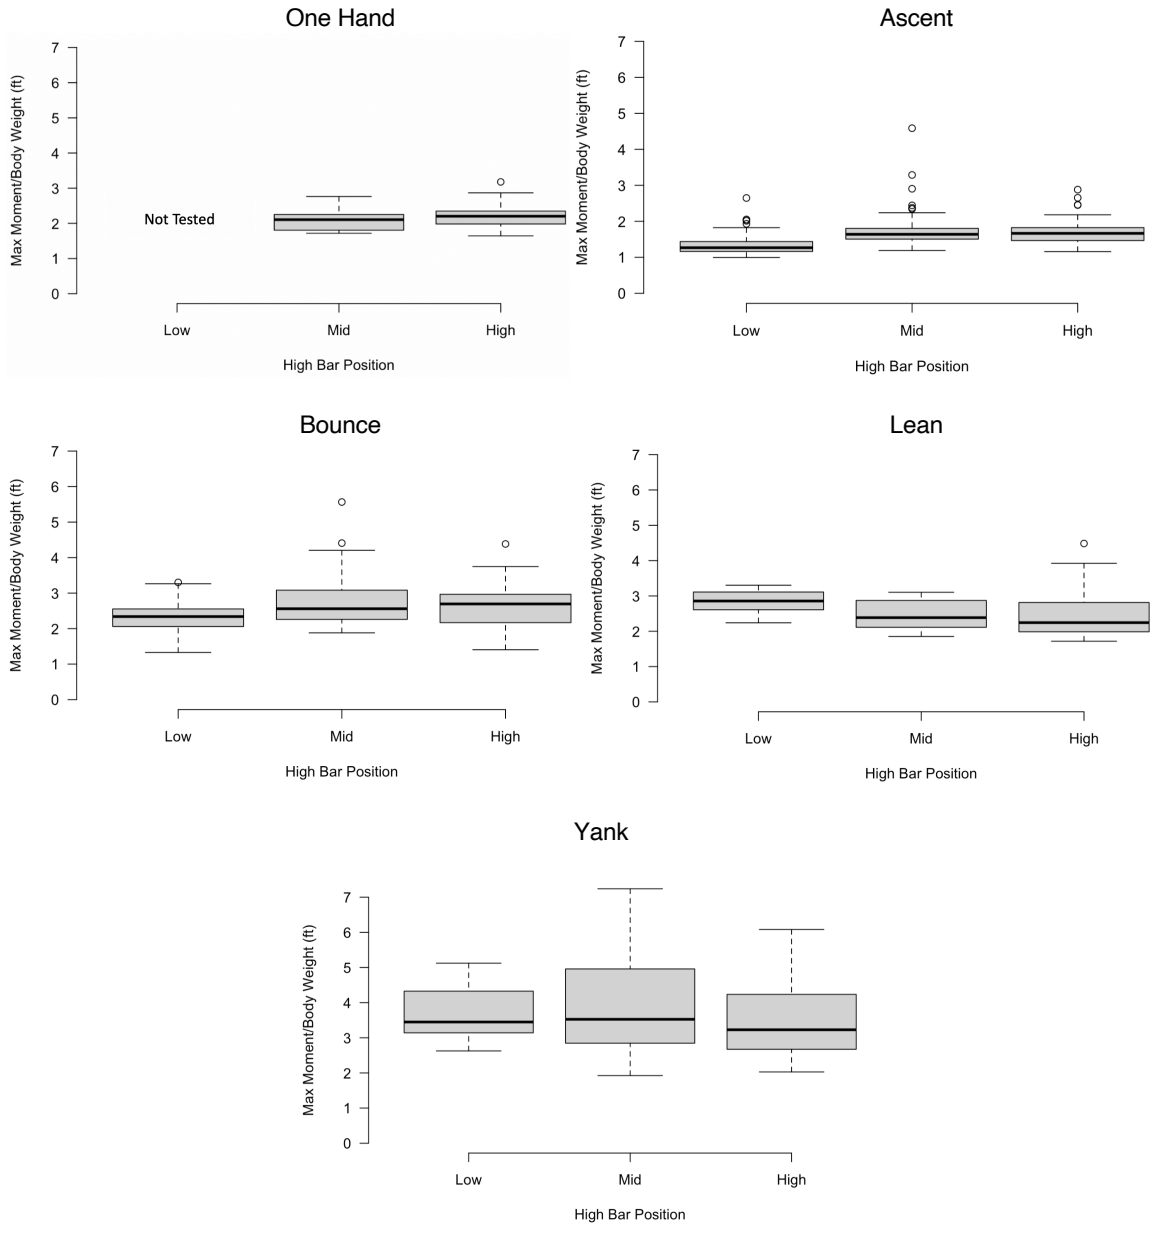 One Hand
Max Moment/Body Weight (ft)
7
6
5
4
3
2
1
0
Not Tested
Low Mid High
High Bar Position
Ascent
Max Moment/Body Weight (ft)
7
6
5
4
3
2
1
0
Low Mid High
High Bar Position
Bounce
Max Moment/Body Weight (ft)
7
6
5
4
3
2
1
0
Low Mid High
High Bar Position
Lean
Max Moment/Body Weight (ft)
7
6
5
4
3
2
1
0
Low Mid High
High Bar Position
Yank
Max Moment/Body Weight (ft)
7
6
5
4
3
2
1
0
Low Mid High
High Bar Position